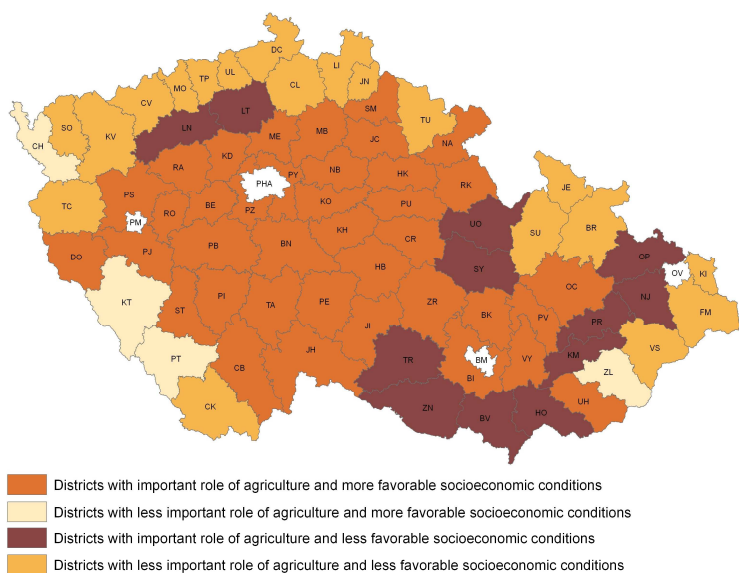 DC
LI
UL
TP
MO
CL
JN
CV
SO
KV
LT
SM
TU
LN
ME
MB
JC
NA
CH
RA
KD
PY
NB
HK
RK
PHA
JE
PS
TC
RO
BE
PZ
KO
PU
PM
UO
SU
BR
DO
PJ
PB
BN
KH
CR
OP
HB
SY
OV
KI
KT
ST
PI
TA
PE
ZR
OC
NJ
BK
PV
PR
FM
JI
PT
TR
BM
VY
KM
VS
CB
JH
BI
ZL
CK
ZN
BV
HO
UH
Districts with important role of agriculture and more favorable socioeconomic conditions
Districts with less important role of agriculture and more favorable socioeconomic conditions
Districts with important role of agriculture and less favorable socioeconomic conditions
Districts with less important role of agriculture and less favorable socioeconomic conditions